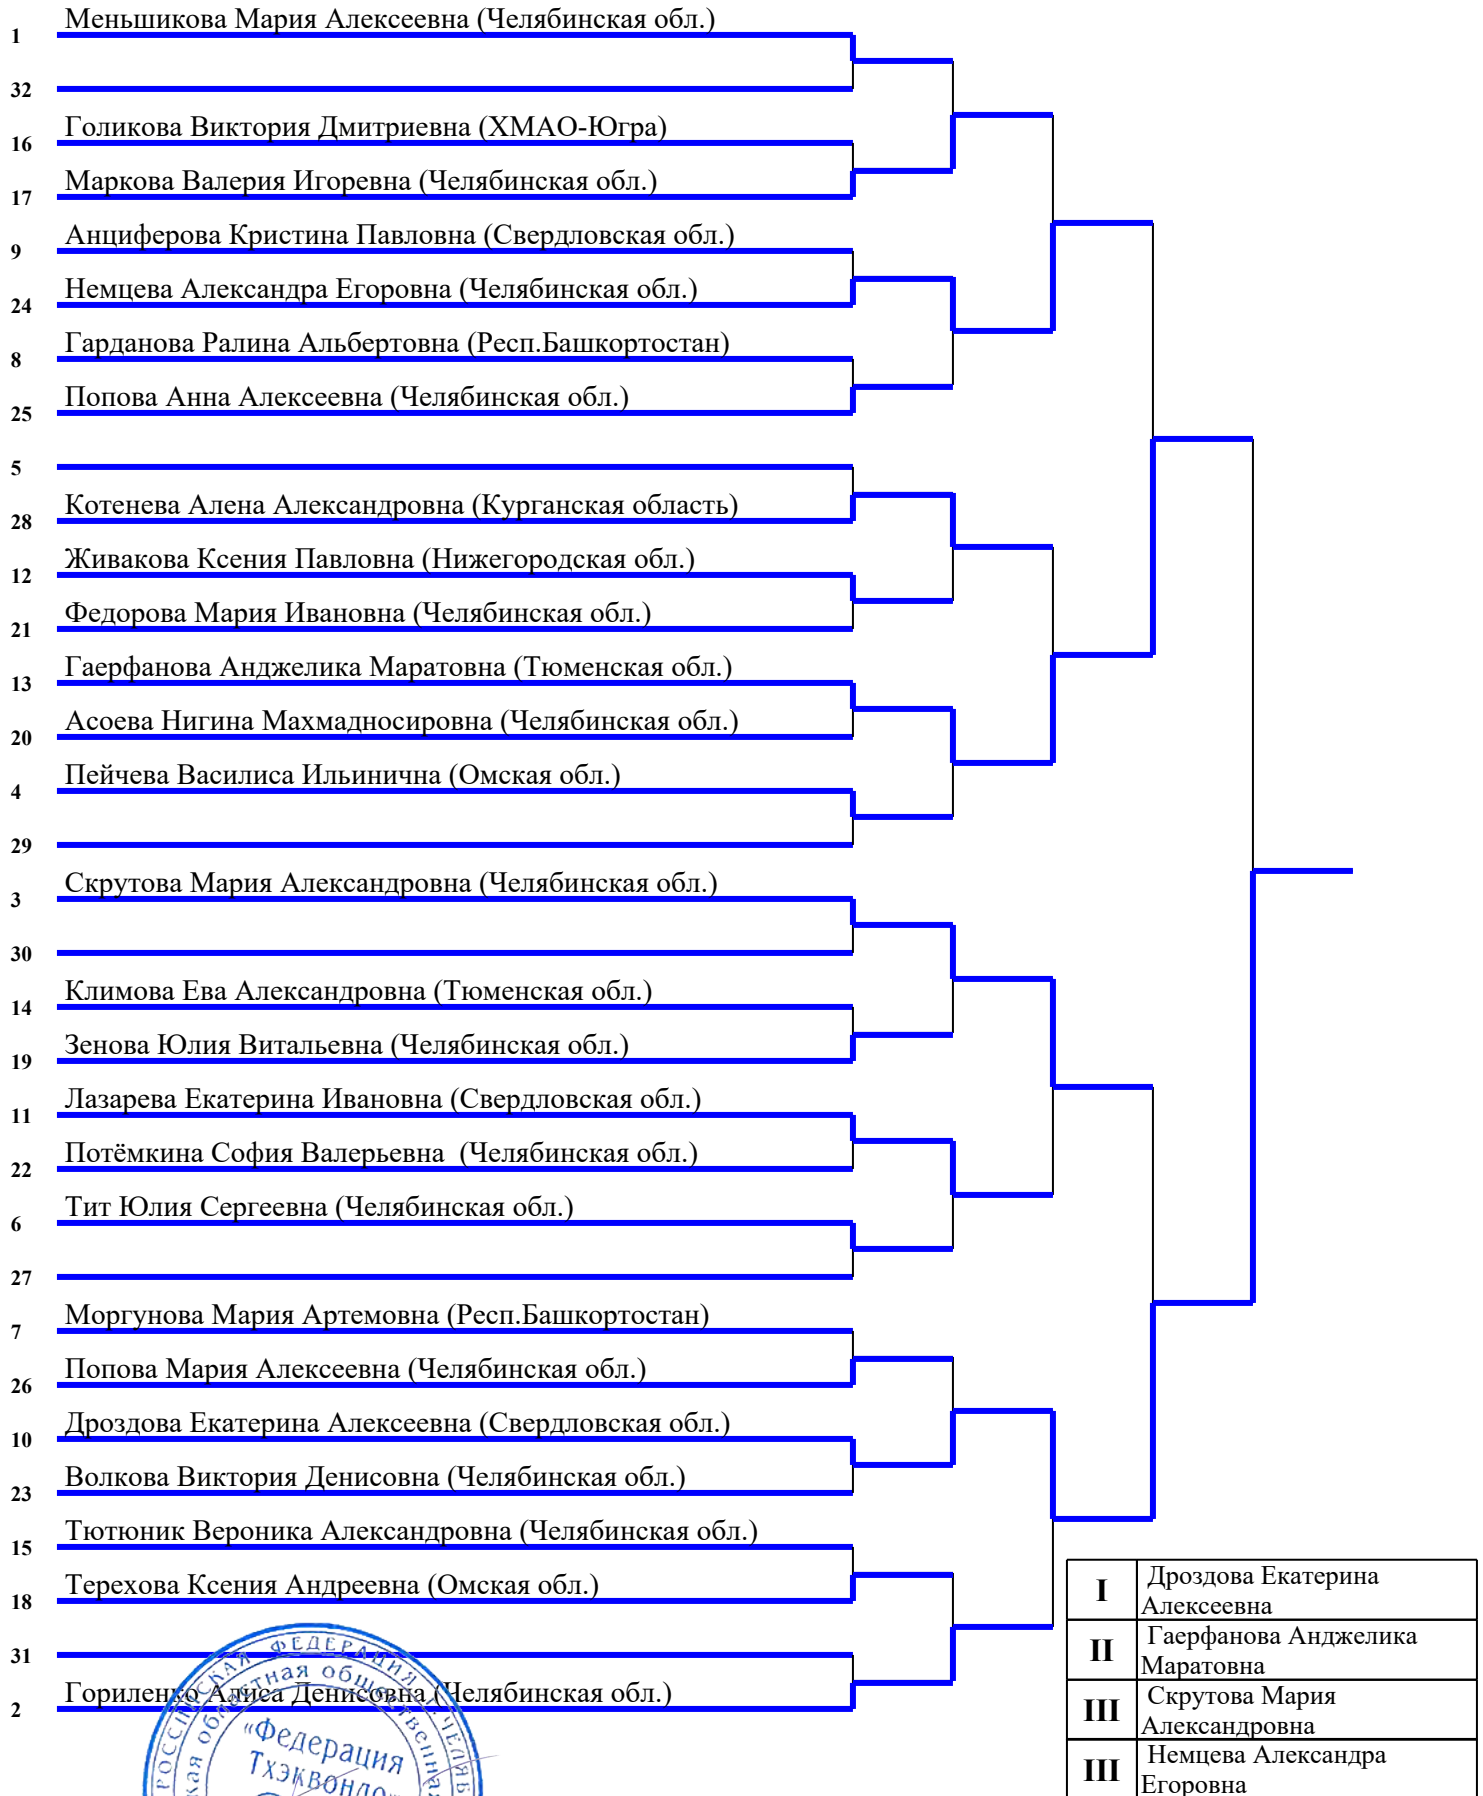 Меньшикова Мария Алексеевна (Челябинская обл.)
1
32
Голикова Виктория Дмитриевна (ХМАО-Югра)
16
Маркова Валерия Игоревна (Челябинская обл.)
17
Анциферова Кристина Павловна (Свердловская обл.)
9
Немцева Александра Егоровна (Челябинская обл.)
24
Гарданова Ралина Альбертовна (Респ.Башкортостан)
8
Попова Анна Алексеевна (Челябинская обл.)
25
5
Котенева Алена Александровна (Курганская область)
28
Живакова Ксения Павловна (Нижегородская обл.)
12
Федорова Мария Ивановна (Челябинская обл.)
21
Гаерфанова Анджелика Маратовна (Тюменская обл.)
13
Асоева Нигина Махмадносировна (Челябинская обл.)
20
Пейчева Василиса Ильинична (Омская обл.)
4
29
Скрутова Мария Александровна (Челябинская обл.)
3
30
Климова Ева Александровна (Тюменская обл.)
14
Зенова Юлия Витальевна (Челябинская обл.)
19
Лазарева Екатерина Ивановна (Свердловская обл.)
11
Потёмкина София Валерьевна (Челябинская обл.)
22
Тит Юлия Сергеевна (Челябинская обл.)
6
27
Моргунова Мария Артемовна (Респ.Башкортостан)
7
Попова Мария Алексеевна (Челябинская обл.)
26
Дроздова Екатерина Алексеевна (Свердловская обл.)
10
Волкова Виктория Денисовна (Челябинская обл.)
23
Тютюник Вероника Александровна (Челябинская обл.)
15
Терехова Ксения Андреевна (Омская обл.)
18
31
Гориленко Алиса Денисовна (Челябинская обл.)
2
I Дроздова Екатерина
Алексеевна
II Гаерфанова Анджелика
Маратовна
III Скрутова Мария
Александровна
III Немцева Александра
Егоровна
ФЕДЕРАЦИЯ
«Федерация
Тхэквондо